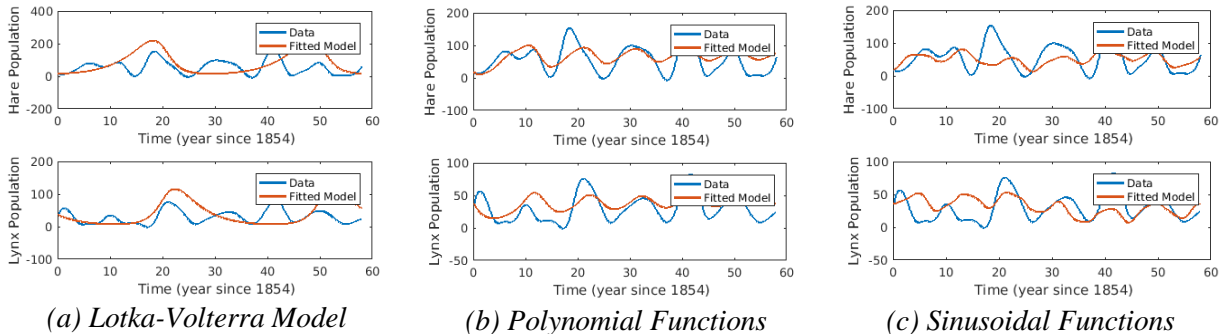 400
200
0
-200
Hare Population
Data
Fitted Model
0 10 20 30 40 50 60
Time (year since 1854)
200
100
0
-100
Lynx Population
Data
Fitted Model
0 10 20 30 40 50 60
Time (year since 1854)
(a) Lotka-Volterra Model
200
100
0
-100
Hare Population
Data
Fitted Model
0 10 20 30 40 50 60
Time (year since 1854)
100
50
0
-50
Lynx Population
Data
Fitted Model
0 10 20 30 40 50 60
Time (year since 1854)
(b) Polynomial Functions
200
100
0
-100
Hare Population
Data
Fitted Model
0 10 20 30 40 50 60
Time (year since 1854)
100
50
0
-50
Lynx Population
Data
Fitted Model
0 10 20 30 40 50 60
Time (year since 1854)
(c) Sinusoidal Functions